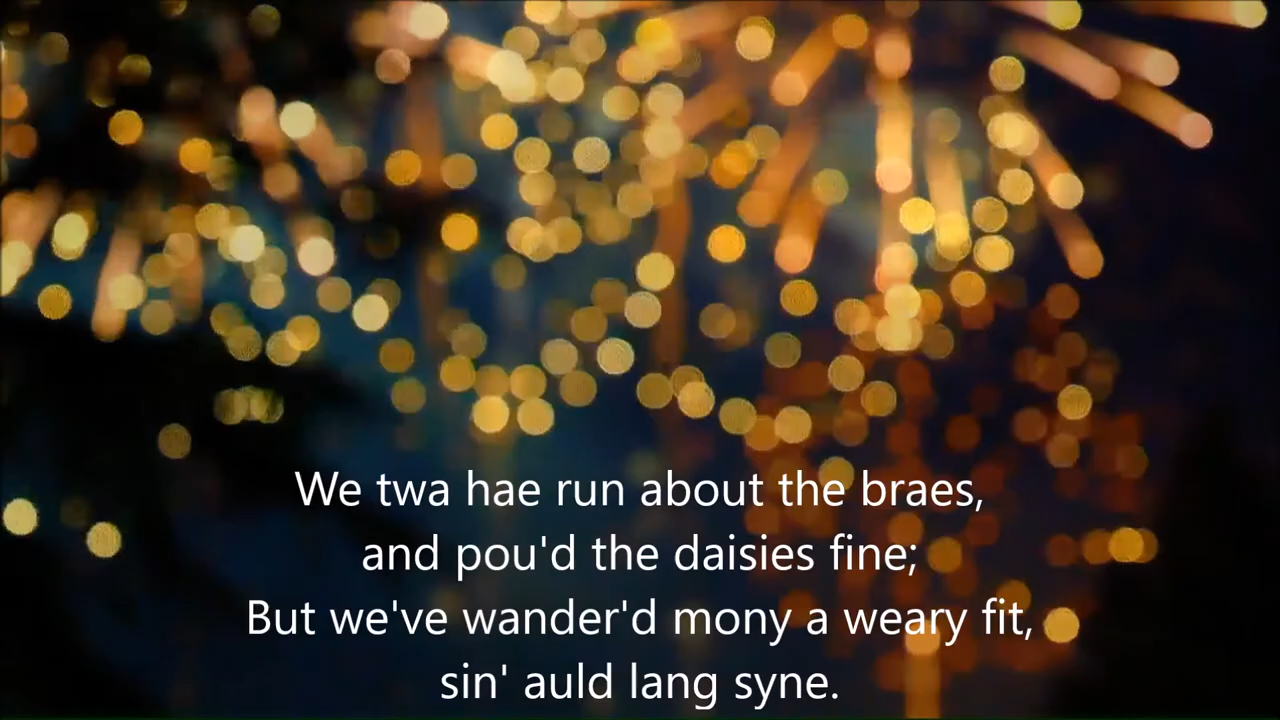 We twa hae run about the braes,
and pou'd the daisies fine;
But we've wander'd mony a weary fit,
sin' auld lang syne.